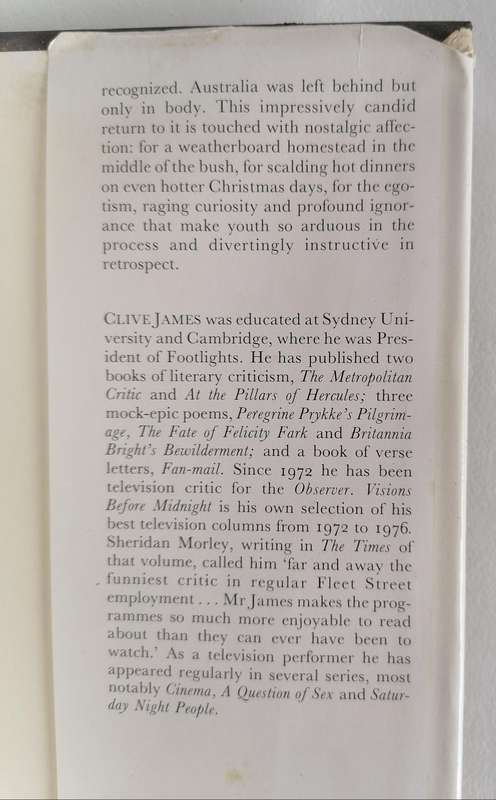 recognized. Australia was left behind but
only in body. This impressively candid
return to it is touched with nostalgic affec-
tion: for a weatherboard homestead in the
middle of the bush, for scalding hot dinners
on even hotter Christmas days, for the ego-
tism, raging curiosity and profound ignor-
ance that make youth so arduous in the
process and divertingly instructive in
retrospect.
CLIVE JAMES was educated at Sydney Uni-
versity and Cambridge, where he was Pres-
ident of Footlights. He has published two
books of literary criticism, The Metropolitan
Critic and At the Pillars of Hercules; three
mock-epic poems, Peregrine Prykke's Pilgrim-
age, The Fate of Felicity Fark and Britannia
Bright's Bewilderment; and a book of verse
letters, Fan-mail. Since 1972 he has been
television critic for the Observer. Visions
Before Midnight is his own selection of his
best television columns from 1972 to 1976.
Sheridan Morley, writing in The Times of
that volume, called him ‘far and away the
funniest critic in regular Fleet Street
employment . . . Mr James makes the prog-
rammes so much more enjoyable to read
about than they can ever have been to
watch.’ As a television performer he has
appeared regularly in several series, most
notably Cinema, A Question of Sex and Satur-
day Night People.